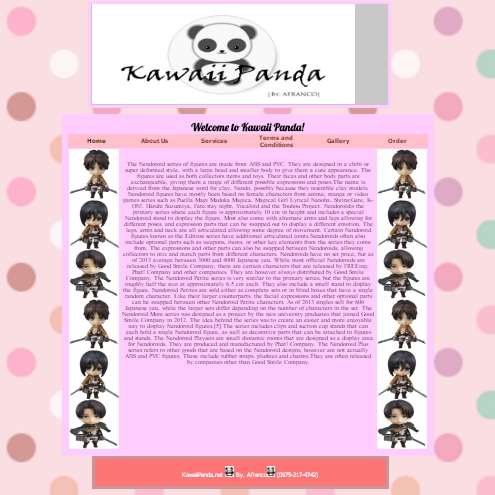 Kawaii Panda
|By: AFRANCO|
Welcome to Kawaii Panda!
Home
About Us
Services
Terms and
Conditions
Gallery
Order
The Nendoroid series of figures are made from ABS and PVC. They are designed in a chibi or
super deformed style, with a large head and smaller body to give them a cute appearance. The
figures are used as both collectors items and toys. Their faces and other body parts are
exchangeable, giving them a range of different possible expressions and poses.The name is
derived from the Japanese word for clay, Nendo, possibly because they resemble clay models.
Nendoroid figures have mostly been based on female characters from anime, manga or video
games series such as Puella Magi Madoka Magica, Magical Girl Lyrical Nanoha, Steins;Gate, K-
ON!, Haruhi Suzumiya, Fate/stay night, Vocaloid and the Touhou Project. Nendoroids the
primary series where each figure is approximately 10 cm in height and includes a special
Nendoroid stand to display the figure. Most also come with alternate arms and legs allowing for
different poses, and expression parts that can be swapped out to display a different emotion. The
legs, arms and neck are all articulated allowing some degree of movement. Certain Nendoroid
figures known as the Edition series have additional articulated joints Nendoroids often also
include optional parts such as weapons, items, or other key elements from the series they come
from. The expressions and other parts can also be swapped between Nendoroids, allowing
collectors to mix and match parts from different characters. Nendoroids have no set price, but as
of 2013 average between 3000 and 4000 Japanese yen. While most official Nendoroids are
released by Good Smile Company, there are certain characters that are released by
Phat! Company and other companies. They are however always distributed by Good Smile
Company. The Nendoroid Petite series is very similar to the primary series, but the figures are
roughly half the size at approximately 6.5 cm each. They also include a small stand to display
the figure. Nendoroid Petites are sold either as complete sets or in blind boxes that have a single
random character. Like their larger counterparts, the facial expressions and other optional parts
can be swapped between other Nendoroid Petite characters. As of 2013 singles sell for 600
Japanese yen, while the larger sets differ depending on the number of characters in the set. The
Nendoroid More series was designed as a project by the new university graduates that joined Good
Smile Company in 2012. The idea behind the series was to create an easier and more enjoyable
way to display Nendoroid figures.[5] The series includes clips and suction cup stands that can
each hold a single Nendoroid figure, as well as decorative parts that can be attached to figures
and stands. The Nendoroid Playsets are small dioramic rooms that are designed as a display area
for Nendoroids. They are produced and manufactured by Phat! Company. The Nendoroid Plus
series refers to other goods that are based on the Nendoroid designs, however are not actually
ABS and PVC figures. These include rubber straps, plushies and charms They are often released
by companies other than Good Smile Company.
KawaiiPanda.net By. Afranco (0975-217-4742)